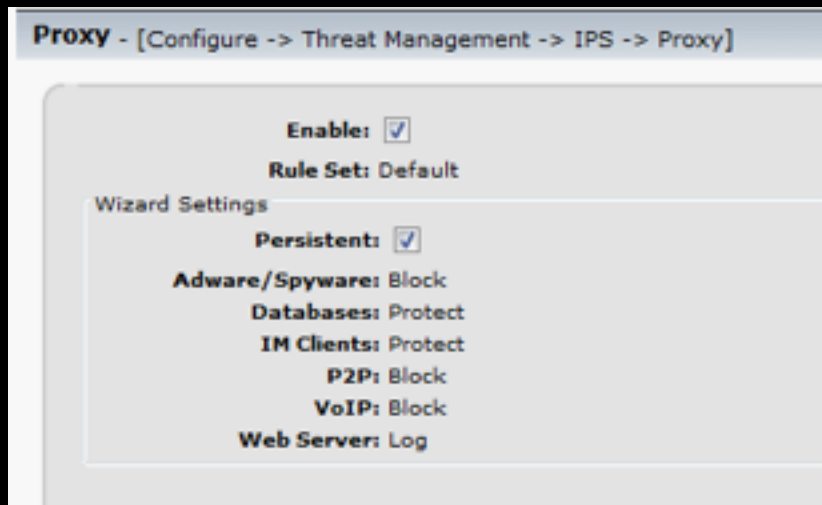 Proxy - [Configure -> Threat Management -> IPS -> Proxy]
Enable:
Rule Set: Default
Wizard Settings
Persistent:
Adware/Spyware: Block
Databases: Protect
IM Clients: Protect
P2P: Block
VoIP: Block
Web Server: Log